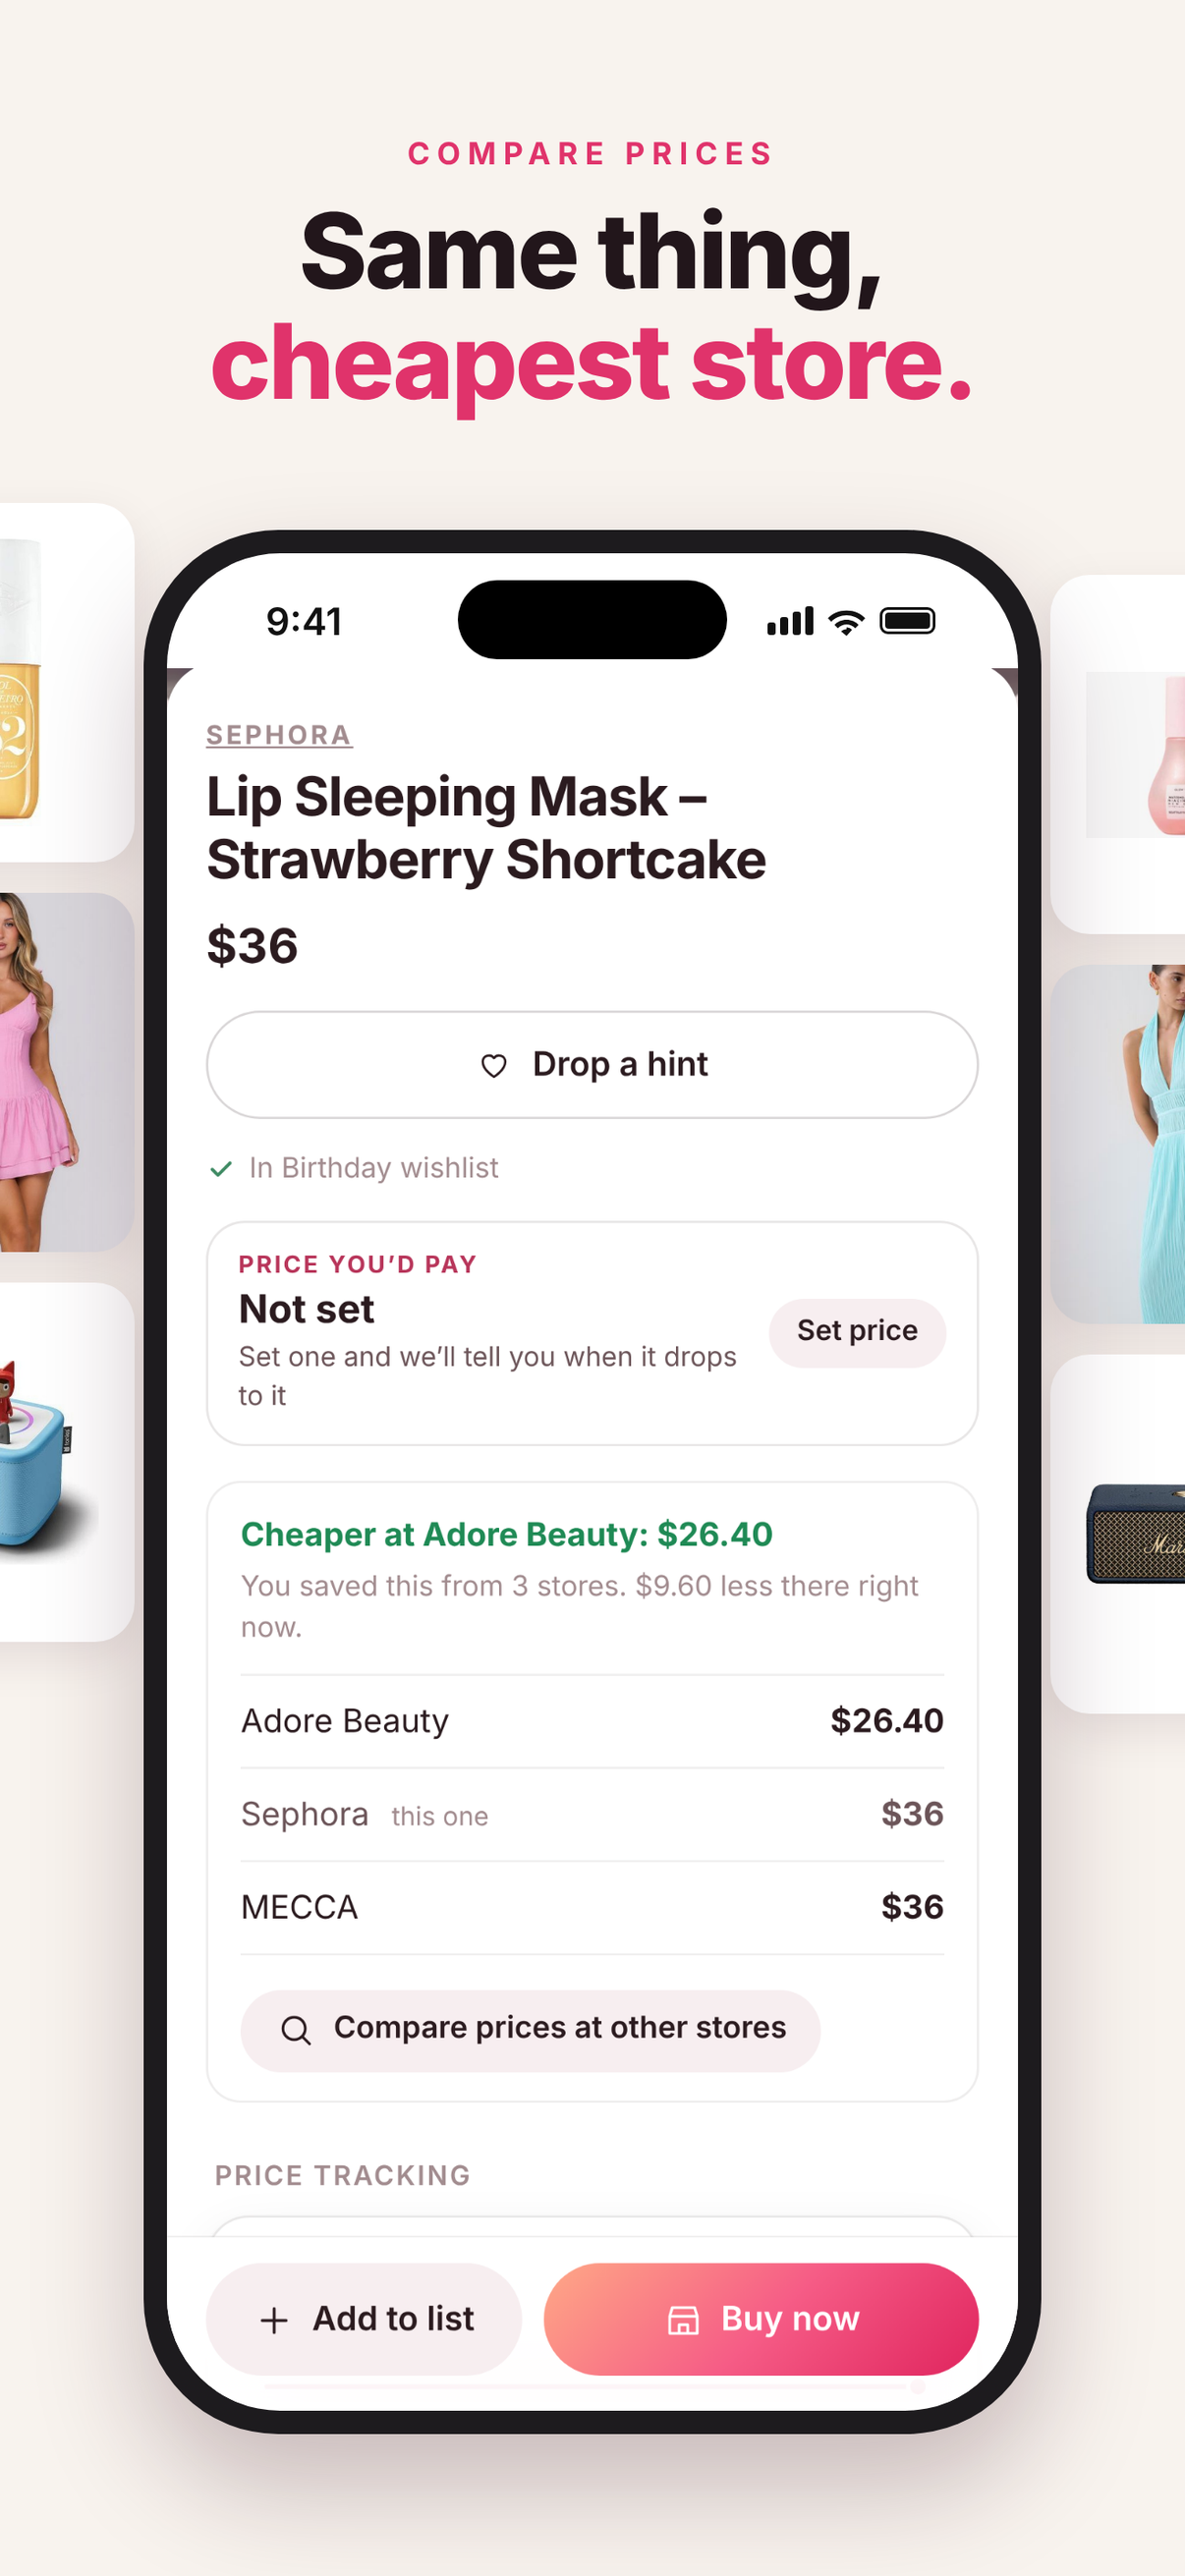 COMPARE PRICES
Same thing,
cheapest store.
9:41
SEPHORA
Lip Sleeping Mask –
Strawberry Shortcake
$36
Drop a hint
In Birthday wishlist
PRICE YOU’D PAY
Not set
Set one and we’ll tell you when it drops
to it
Set price
Cheaper at Adore Beauty: $26.40
You saved this from 3 stores. $9.60 less there right
now.
Adore Beauty $26.40
Sephora this one $36
MECCA $36
Compare prices at other stores
PRICE TRACKING
Add to list
Buy now